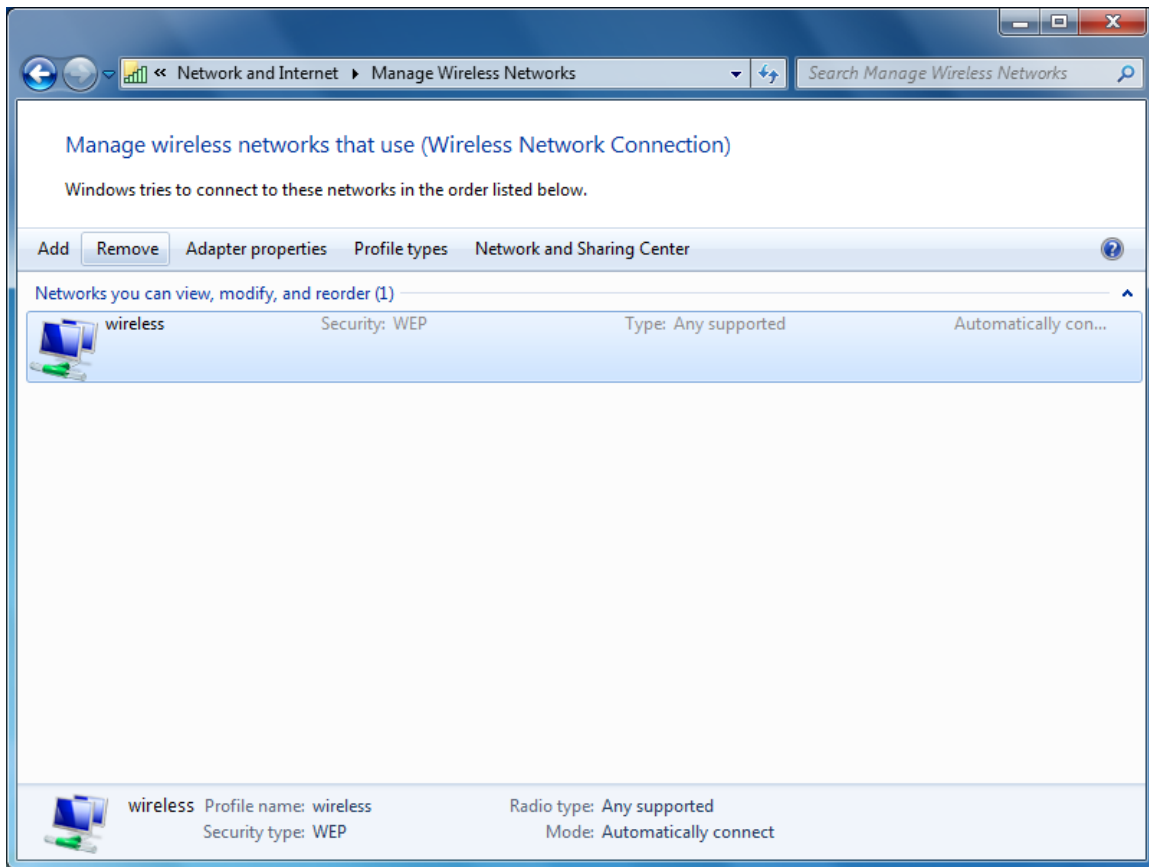 « Network and Internet ▸ Manage Wireless Networks
Search Manage Wireless Networks
Manage wireless networks that use (Wireless Network Connection)
Windows tries to connect to these networks in the order listed below.
Add Remove Adapter properties Profile types Network and Sharing Center
Networks you can view, modify, and reorder (1)
wireless Security: WEP Type: Any supported Automatically con...
wireless Profile name: wireless Radio type: Any supported
Security type: WEP Mode: Automatically connect